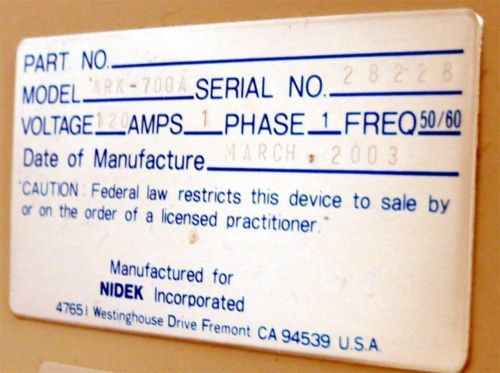 PART NO.
MODEL ARK-700A SERIAL NO. 28228
VOLTAGE 120 AMPS 1 PHASE 1 FREQ 50/60
Date of Manufacture MARCH, 2003
"CAUTION: Federal law restricts this device to sale by
or on the order of a licensed practitioner."
Manufactured for
NIDEK Incorporated
47651 Westinghouse Drive Fremont CA 94539 U.S.A.